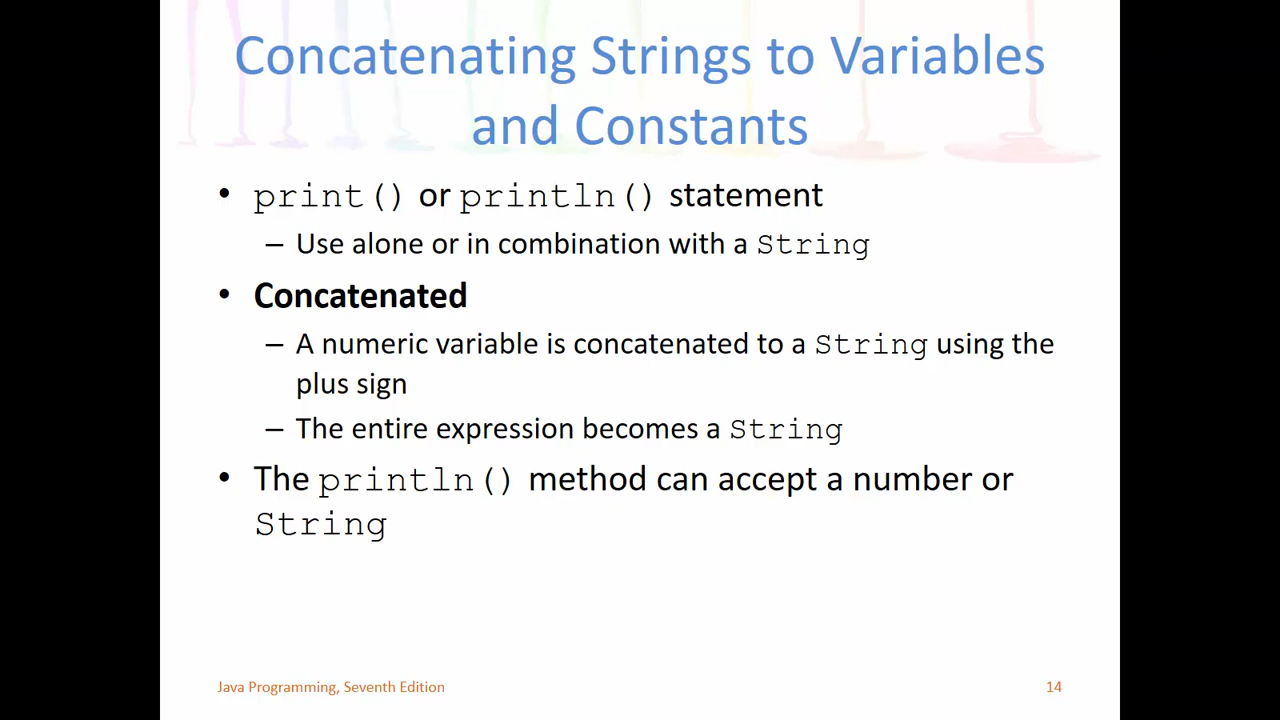 Concatenating Strings to Variables
and Constants
• print() or println() statement
– Use alone or in combination with a String
• Concatenated
– A numeric variable is concatenated to a String using the
plus sign
– The entire expression becomes a String
• The println() method can accept a number or
String
Java Programming, Seventh Edition
14